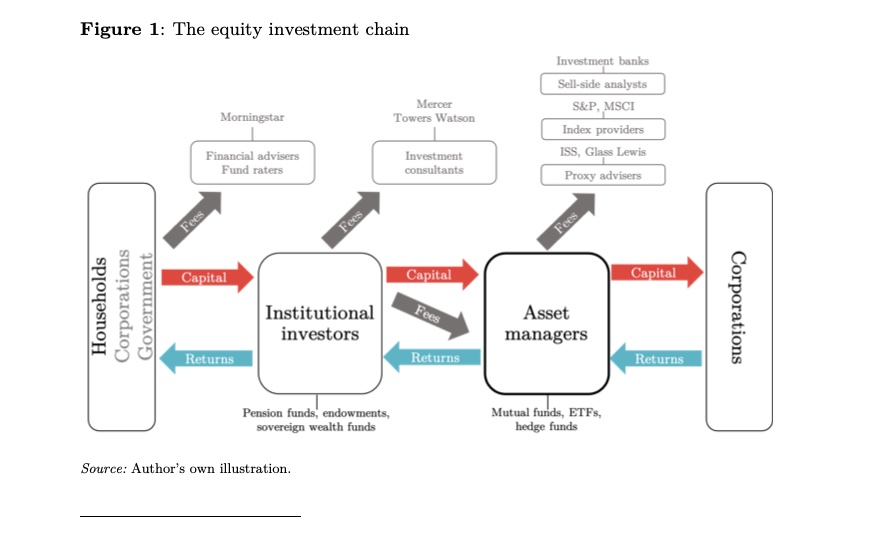 Figure 1: The equity investment chain
Investment banks
Sell-side analysts
S&P, MSCI
Index providers
ISS, Glass Lewis
Proxy advisers
Mercer
Towers Watson
Investment
consultants
Morningstar
Financial advisers
Fund raters
Fees
Fees
Fees
Households
Corporations
Government
Capital
Returns
Institutional
investors
Capital
Fees
Returns
Asset
managers
Capital
Returns
Corporations
Pension funds, endowments,
sovereign wealth funds
Mutual funds, ETFs,
hedge funds
Source: Author's own illustration.